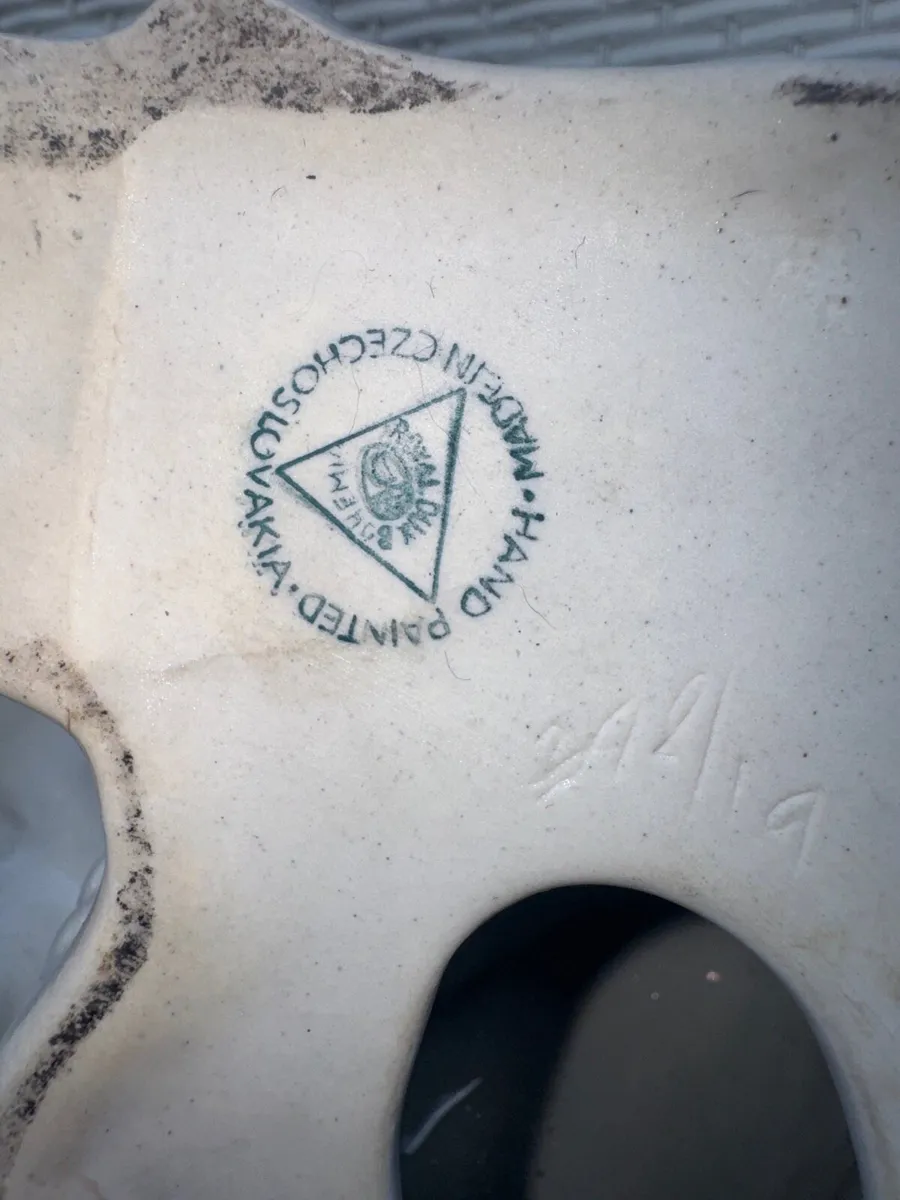 MADE IN CZECHOSLOVAKIA • HAND PAINTED •
ROYAL DUX
BOHEMIA